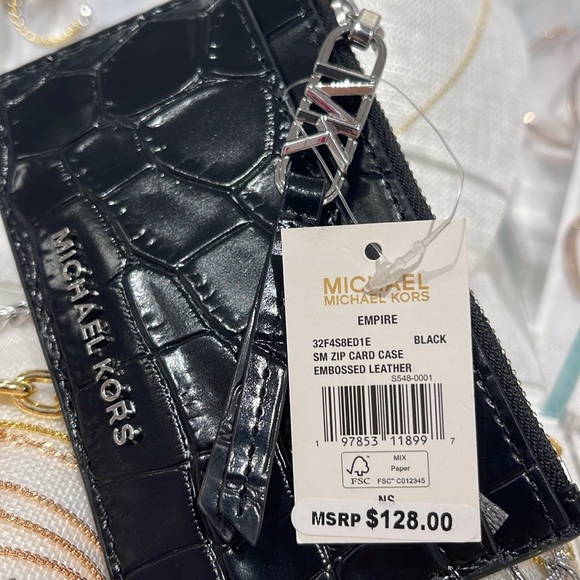 MICHAEL KORS
MICHAEL
MICHAEL KORS
EMPIRE
32F4S8ED1E BLACK
SM ZIP CARD CASE
EMBOSSED LEATHER
S548-0001
1 97853 11899 7
FSC
MIX
Paper
FSC™ C012345
NS
MSRP $128.00